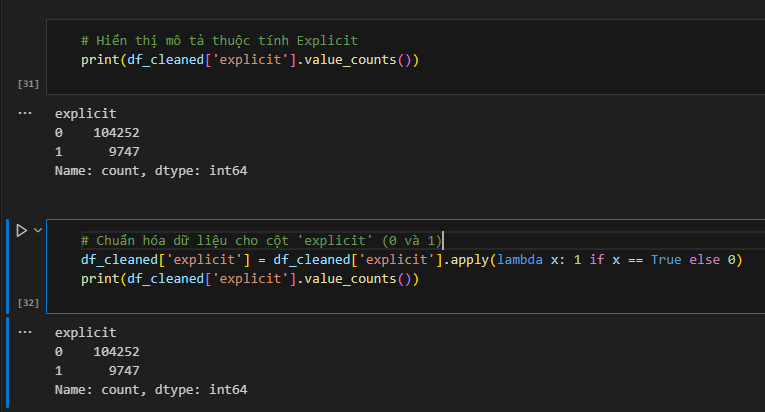 # Hiển thị mô tả thuộc tính Explicit
print(df_cleaned['explicit'].value_counts())
[31]
...
explicit
0    104252
1      9747
Name: count, dtype: int64
# Chuẩn hóa dữ liệu cho cột 'explicit' (0 và 1)
df_cleaned['explicit'] = df_cleaned['explicit'].apply(lambda x: 1 if x == True else 0)
print(df_cleaned['explicit'].value_counts())
[32]
...
explicit
0    104252
1      9747
Name: count, dtype: int64